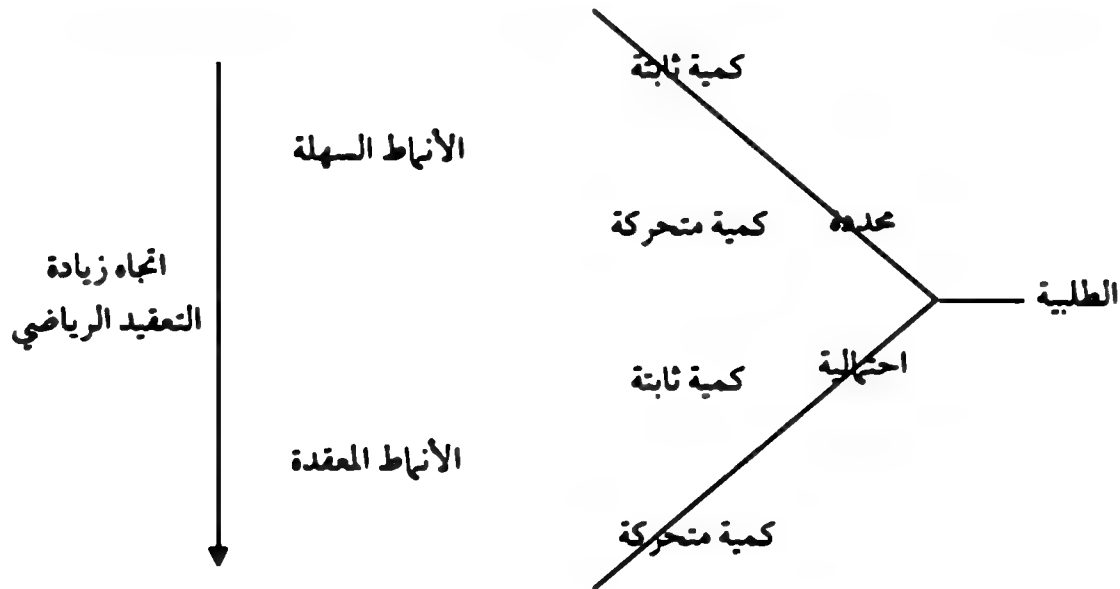 كمية ثابتة
الأنماط السهلة
محددة
كمية متحركة
اتجاه زيادة
التعقيد الرياضي
الطلبية
احتمالية
كمية ثابتة
الأنماط المعقدة
كمية متحركة